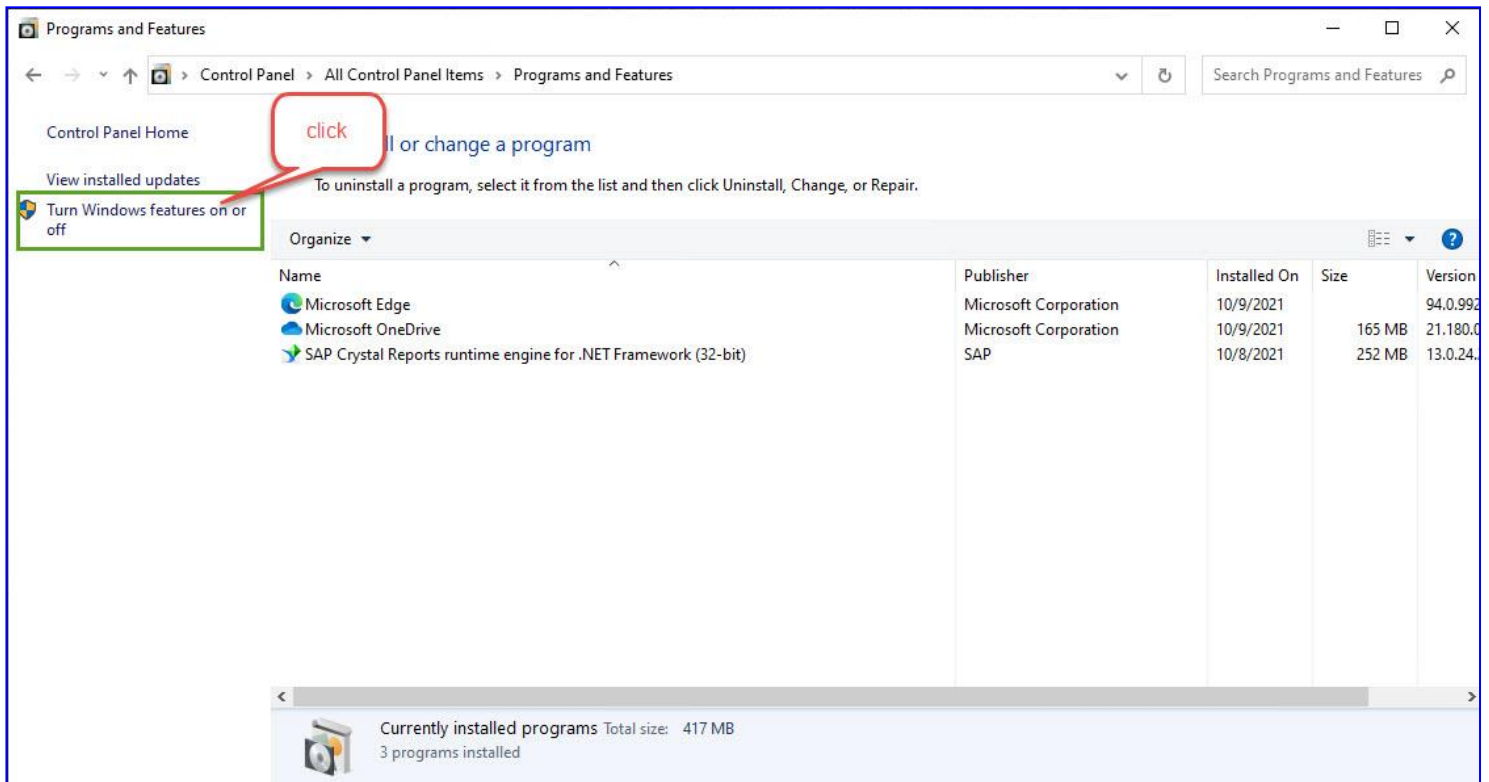 Programs and Features
Control Panel > All Control Panel Items > Programs and Features
Search Programs and Features
Control Panel Home
click
ll or change a program
View installed updates
To uninstall a program, select it from the list and then click Uninstall, Change, or Repair.
Turn Windows features on or
off
Organize
Name Publisher Installed On Size Version
Microsoft Edge Microsoft Corporation 10/9/2021 94.0.992
Microsoft OneDrive Microsoft Corporation 10/9/2021 165 MB 21.180.0
SAP Crystal Reports runtime engine for .NET Framework (32-bit) SAP 10/8/2021 252 MB 13.0.24.
Currently installed programs Total size: 417 MB
3 programs installed